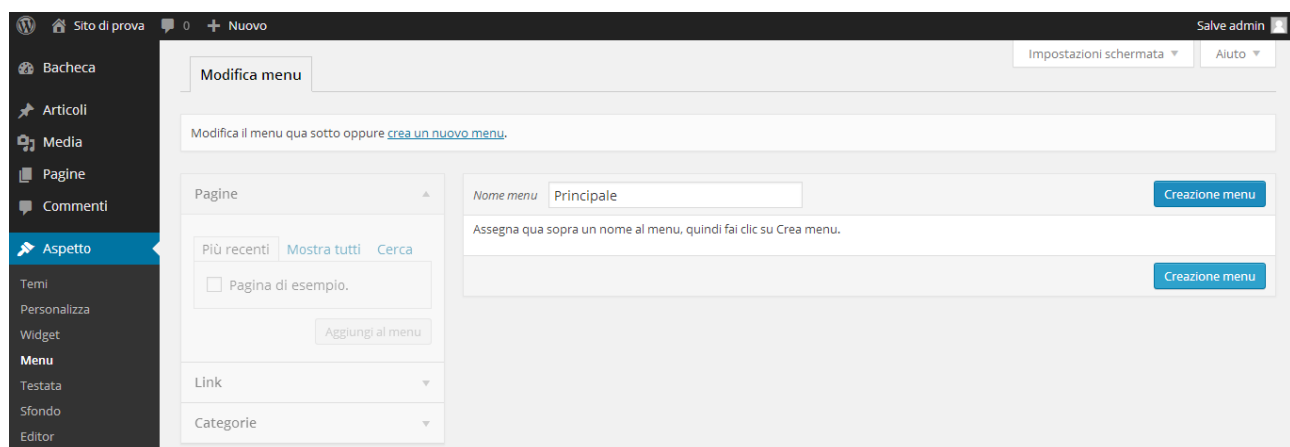 Sito di prova 0 Nuovo Salve admin
Impostazioni schermata Aiuto
Bacheca
Articoli
Media
Pagine
Commenti
Aspetto
Temi
Personalizza
Widget
Menu
Testata
Sfondo
Editor
Modifica menu
Modifica il menu qua sotto oppure crea un nuovo menu.
Pagine
Più recenti Mostra tutti Cerca
Pagina di esempio.
Aggiungi al menu
Link
Categorie
Nome menu Principale Creazione menu
Assegna qua sopra un nome al menu, quindi fai clic su Crea menu.
Creazione menu